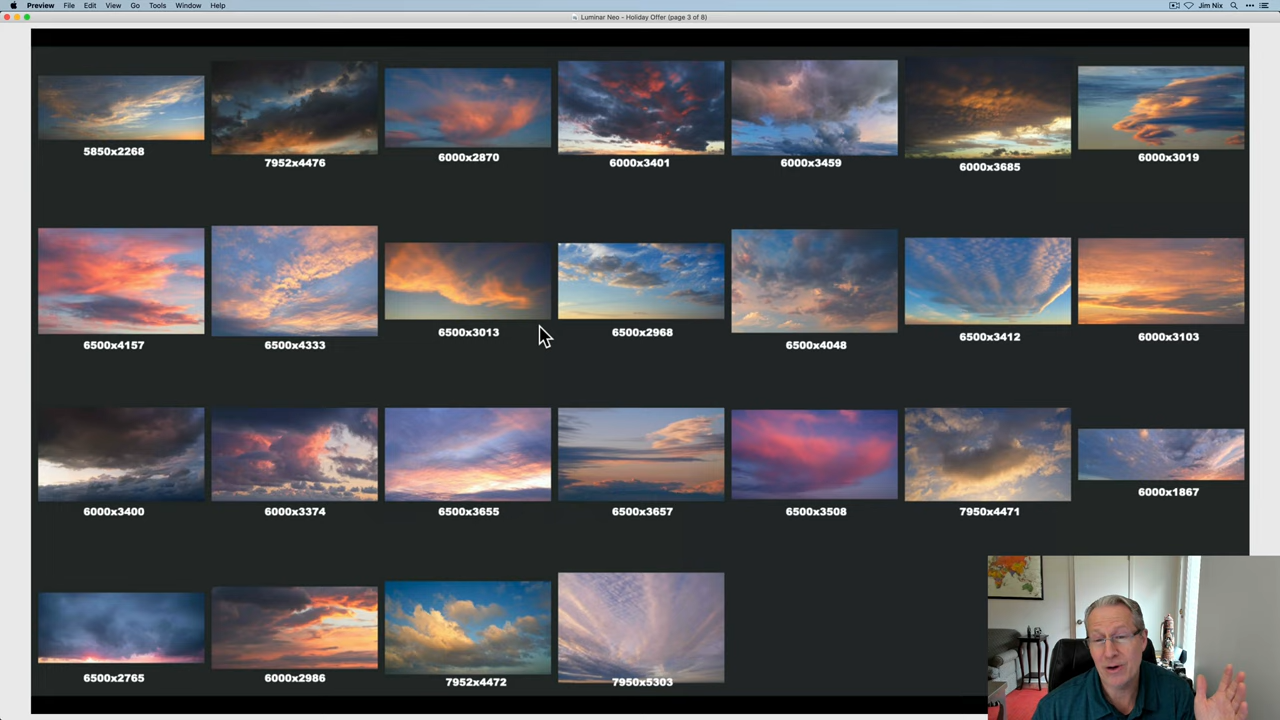 Preview File Edit View Go Tools Window Help
Jim Nix
Luminar Neo - Holiday Offer (page 3 of 8)
5850x2268
7952x4476
6000x2870
6000x3401
6000x3459
6000x3685
6000x3019
6500x4157
6500x4333
6500x3013
6500x2968
6500x4048
6500x3412
6000x3103
6000x3400
6000x3374
6500x3655
6500x3657
6500x3508
7950x4471
6000x1867
6500x2765
6000x2986
7952x4472
7950x5303